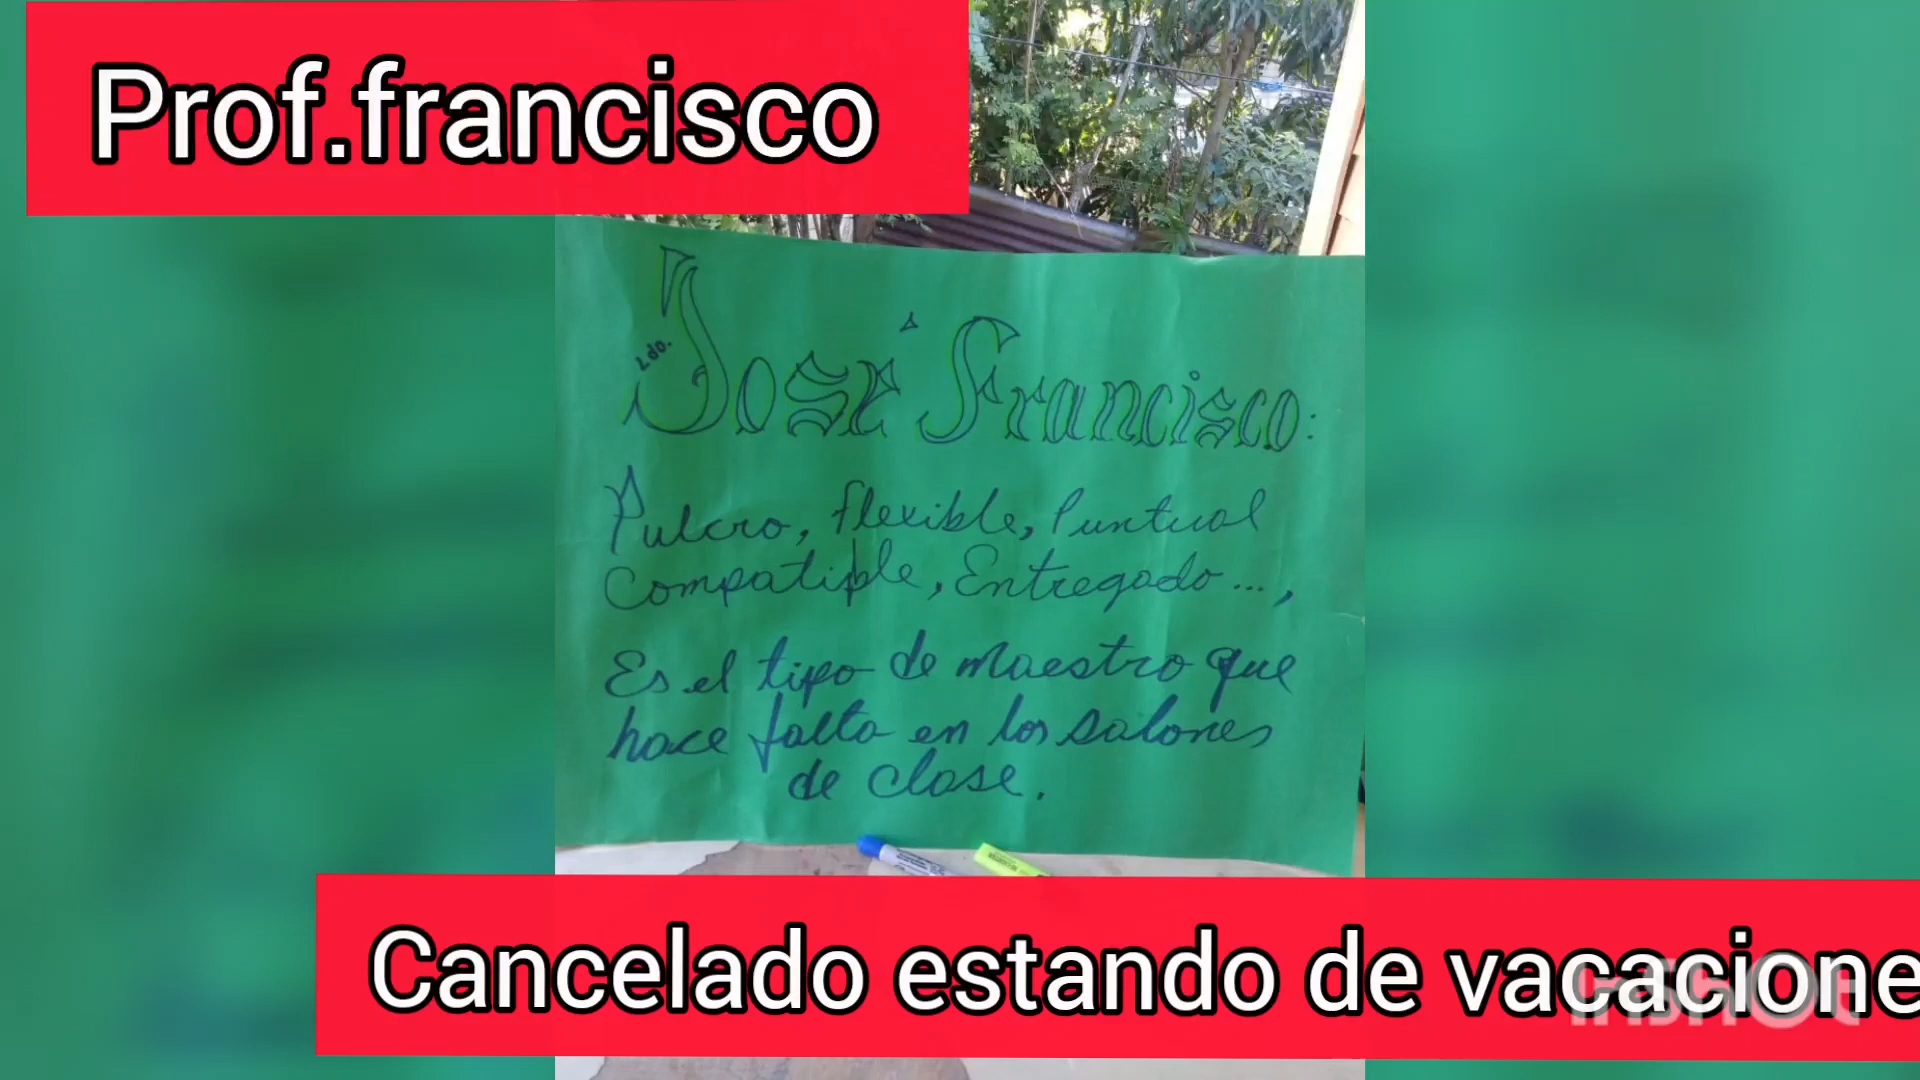 Prof.francisco
Ldo. José Francisco:
Pulcro, flexible, Puntual
Compatible, Entregado...,
Es el tipo de maestro que
hace falta en los salones
de clase.
Cancelado estando de vacacione
InShot